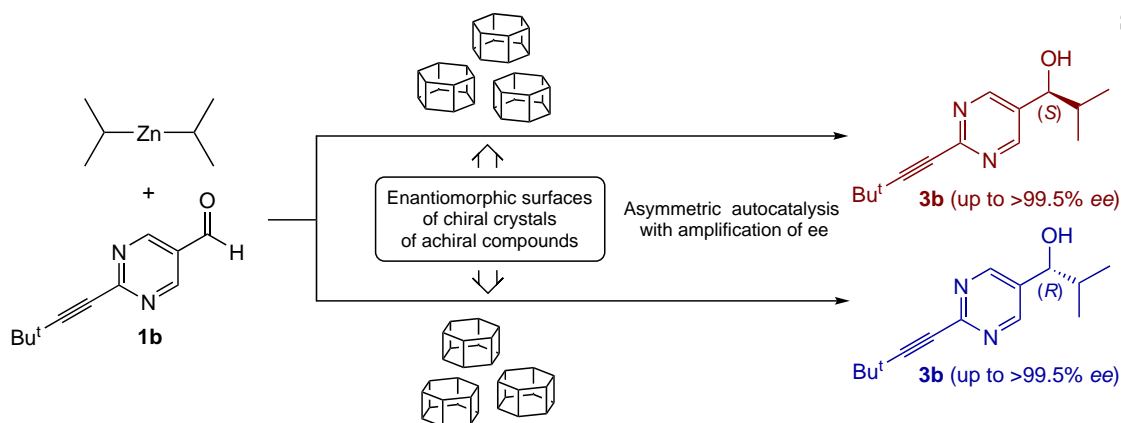 Zn
+
N
N
O
H
Bu^t
1b
Enantiomorphic surfaces
of chiral crystals
of achiral compounds
Asymmetric autocatalysis
with amplification of ee
OH
N
(S)
N
Bu^t
3b (up to >99.5% ee)
OH
N
(R)
N
Bu^t
3b (up to >99.5% ee)